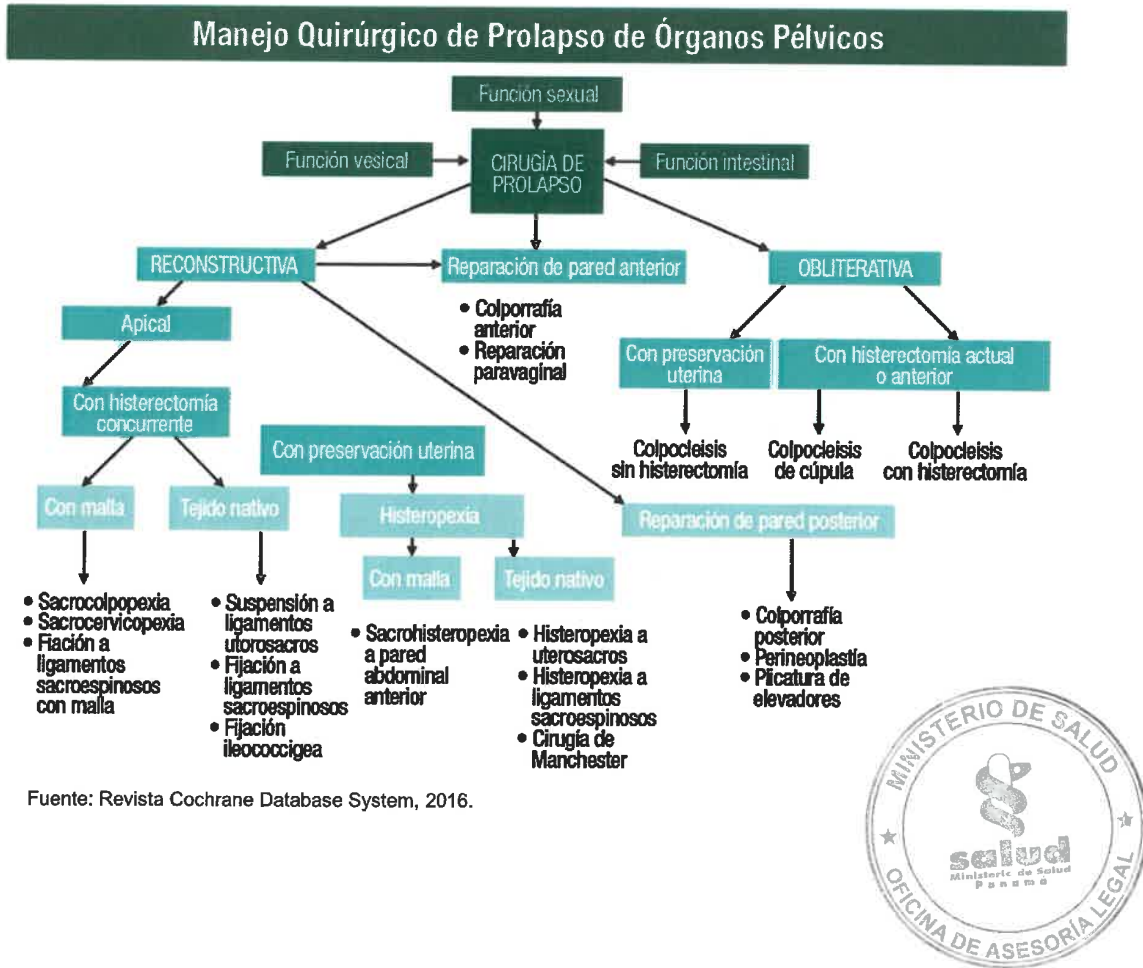 Manejo Quirúrgico de Prolapso de Órganos Pélvicos
Función sexual
Función vesical
CIRUGÍA DE
PROLAPSO
Función intestinal
RECONSTRUCTIVA
Reparación de pared anterior
OBLITERATIVA
• Colporrafía
anterior
• Reparación
paravaginal
Apical
Con preservación
uterina
Con histerectomía actual
o anterior
Con histerectomía
concurrente
Colpocleisis
sin histerectomía
Colpocleisis
de cúpula
Colpocleisis
con histerectomía
Con preservación uterina
Con malla
Tejido nativo
Histeropexia
Reparación de pared posterior
Con malla
Tejido nativo
• Sacrocolpopexia
• Sacrocervicopexia
• Fiación a
ligamentos
sacroespinosos
con malla
• Suspensión a
ligamentos
utorosacros
• Fijación a
ligamentos
sacroespinosos
• Fijación
ileococcigea
• Sacrohisteropexia
a pared
abdominal
anterior
• Histeropexia a
uterosacros
• Histeropexia a
ligamentos
sacroespinosos
• Cirugía de
Manchester
• Colporrafía
posterior
• Perineoplastía
• Plicatura de
elevadores
Fuente: Revista Cochrane Database System, 2016.
MINISTERIO DE SALUD
salud
Ministerio de Salud
Panamá
OFICINA DE ASESORÍA LEGAL